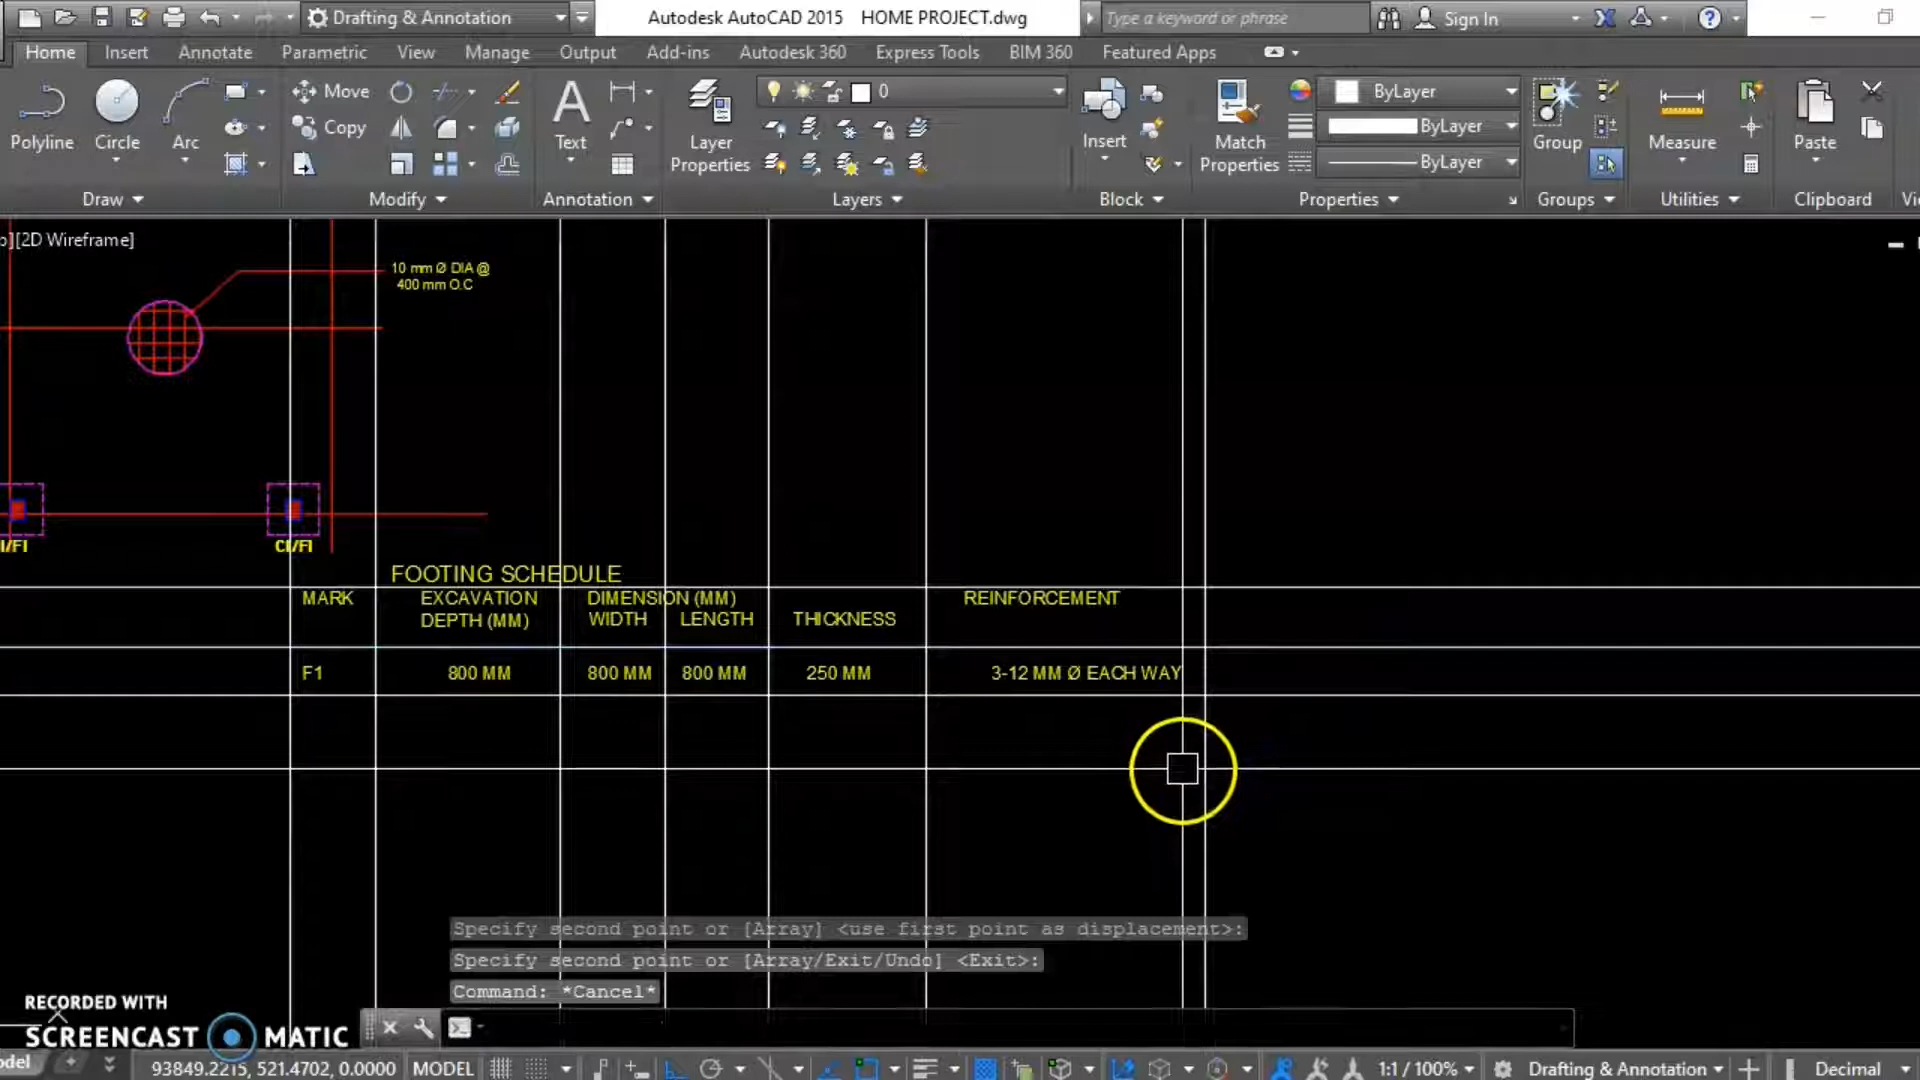 Drafting & Annotation
Autodesk AutoCAD 2015 HOME PROJECT.dwg
Type a keyword or phrase
Sign In
Home Insert Annotate Parametric View Manage Output Add-ins Autodesk 360 Express Tools BIM 360 Featured Apps
Polyline Circle Arc
Move
Copy
Text
Layer Properties
0
Insert
Match Properties
ByLayer
ByLayer
ByLayer
Group
Measure
Paste
Draw Modify Annotation Layers Block Properties Groups Utilities Clipboard
][2D Wireframe]
10 mm Ø DIA @
400 mm O.C
I/FI
CI/FI
FOOTING SCHEDULE
MARK EXCAVATION DIMENSION (MM) REINFORCEMENT
DEPTH (MM) WIDTH LENGTH THICKNESS
F1 800 MM 800 MM 800 MM 250 MM 3-12 MM Ø EACH WAY
Specify second point or [Array] <use first point as displacement>:
Specify second point or [Array/Exit/Undo] <Exit>:
Command: *Cancel*
RECORDED WITH
SCREENCAST MATIC
odel
93849.2215, 521.4702, 0.0000 MODEL 1:1 / 100% Drafting & Annotation Decimal